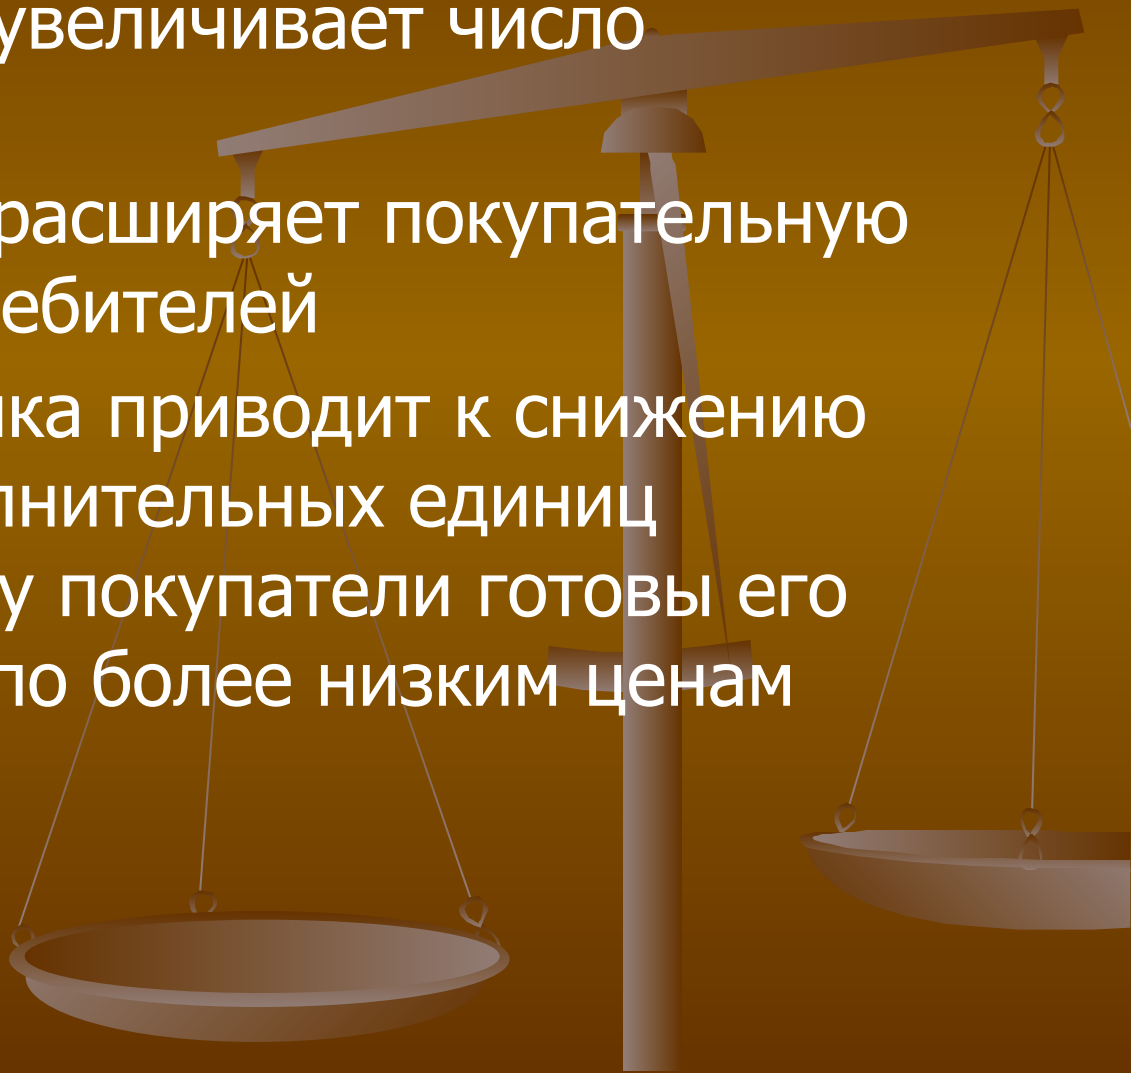 увеличивает число
расширяет покупательную
ебителей
ка приводит к снижению
лнительных единиц
у покупатели готовы его
по более низким ценам